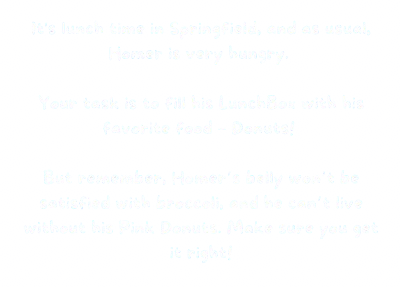 It's lunch time in Springfield, and as usual,
Homer is very hungry.
Your task is to fill his lunchbox with his
favorite food - Donuts!
But remember, Homer's belly won't be
satisfied with broccoli, and he can't live
without his Pink Donuts. Make sure you get
it right!